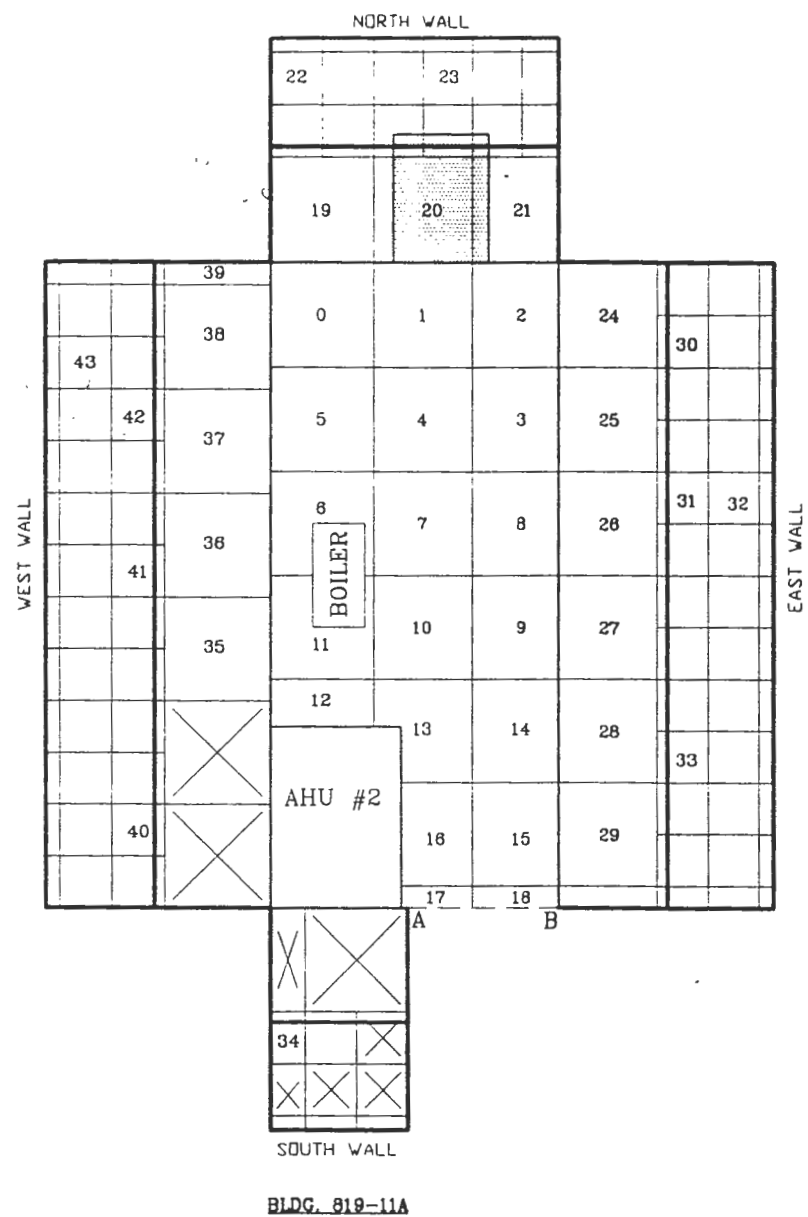 NORTH WALL
22 23
19 20 21
39
0 1 2 24
38
30
43
42
5 4 3 25
37
6
31 32
7 8 26
36
BOILER
WEST WALL
EAST WALL
41
10 9 27
35 11
12
13 14 28
33
AHU #2
40
16 15 29
17 18
A B
34
SOUTH WALL
BLDG. 819-11A